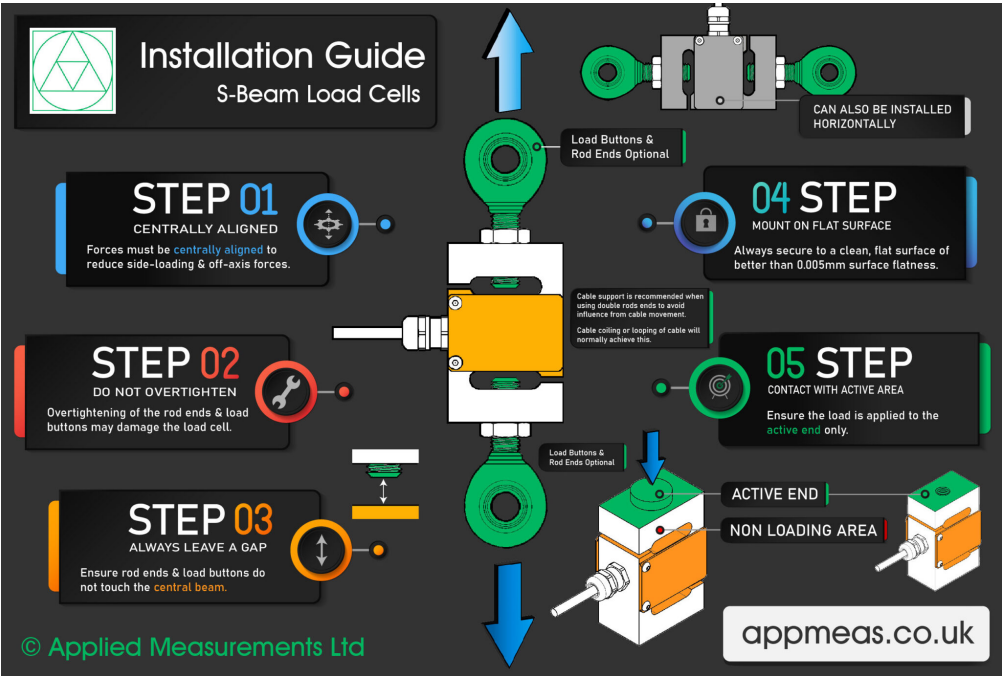 Installation Guide
S-Beam Load Cells
CAN ALSO BE INSTALLED
HORIZONTALLY
Load Buttons &
Rod Ends Optional
STEP 01
CENTRALLY ALIGNED
Forces must be centrally aligned to
reduce side-loading & off-axis forces.
04 STEP
MOUNT ON FLAT SURFACE
Always secure to a clean, flat surface of
better than 0.005mm surface flatness.
Cable support is recommended when
using double rods ends to avoid
influence from cable movement.
Cable coiling or looping of cable will
normally achieve this.
STEP 02
DO NOT OVERTIGHTEN
Overtightening of the rod ends & load
buttons may damage the load cell.
05 STEP
CONTACT WITH ACTIVE AREA
Ensure the load is applied to the
active end only.
Load Buttons &
Rod Ends Optional
STEP 03
ALWAYS LEAVE A GAP
Ensure rod ends & load buttons do
not touch the central beam.
ACTIVE END
NON LOADING AREA
© Applied Measurements Ltd
appmeas.co.uk